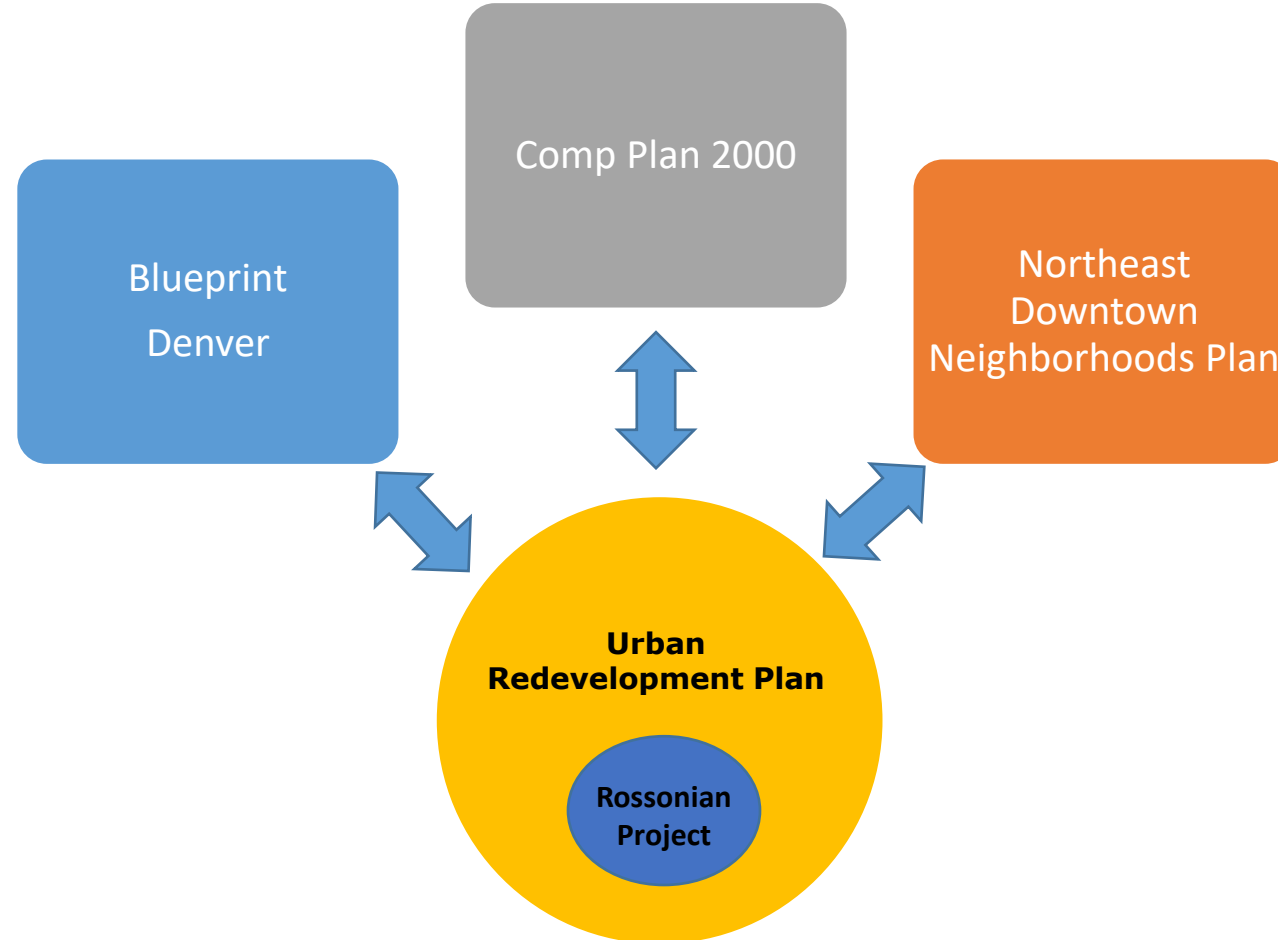 Comp Plan 2000
Blueprint
Denver
Northeast
Downtown
Neighborhoods Plan
Urban
Redevelopment Plan
Rossonian
Project